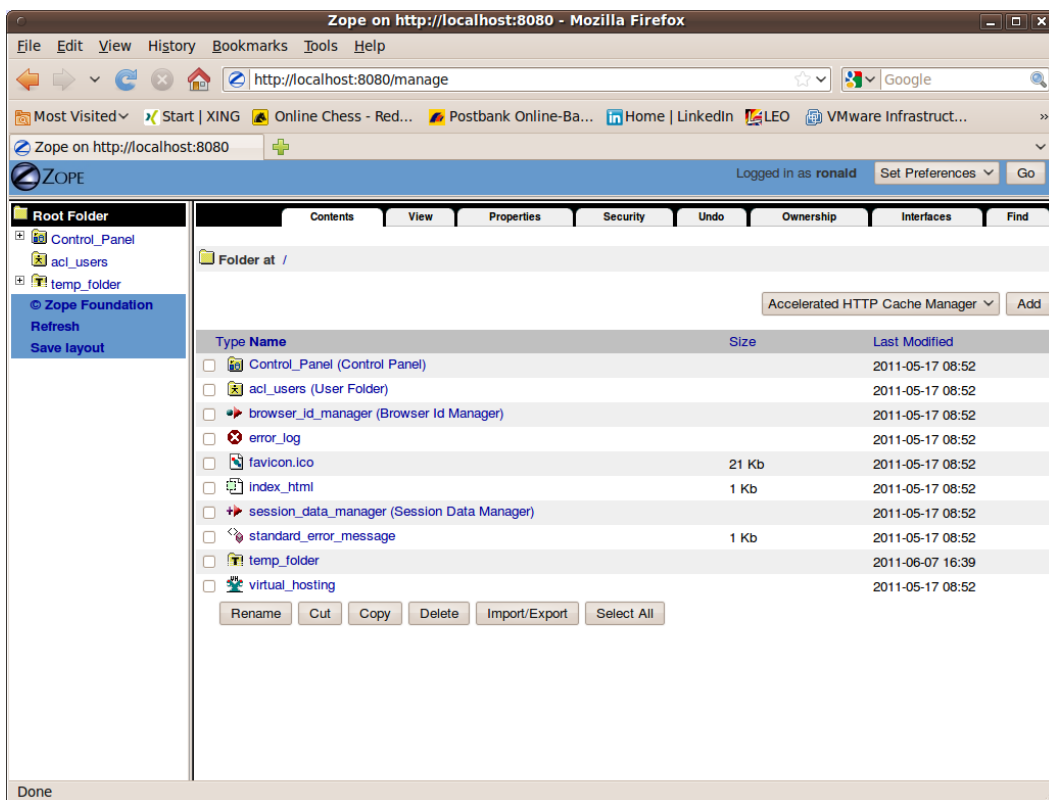 Zope on http://localhost:8080 - Mozilla Firefox
File Edit View History Bookmarks Tools Help
http://localhost:8080/manage Google
Most Visited Start | XING Online Chess - Red... Postbank Online-Ba... Home | LinkedIn LEO VMware Infrastruct... »
Zope on http://localhost:8080
ZOPE Logged in as ronald Set Preferences Go
Root Folder
Control_Panel
acl_users
temp_folder
© Zope Foundation
Refresh
Save layout
Contents View Properties Security Undo Ownership Interfaces Find
Folder at /
Accelerated HTTP Cache Manager Add
Type Name Size Last Modified
Control_Panel (Control Panel) 2011-05-17 08:52
acl_users (User Folder) 2011-05-17 08:52
browser_id_manager (Browser Id Manager) 2011-05-17 08:52
error_log 2011-05-17 08:52
favicon.ico 21 Kb 2011-05-17 08:52
index_html 1 Kb 2011-05-17 08:52
session_data_manager (Session Data Manager) 2011-05-17 08:52
standard_error_message 1 Kb 2011-05-17 08:52
temp_folder 2011-06-07 16:39
virtual_hosting 2011-05-17 08:52
Rename Cut Copy Delete Import/Export Select All
Done